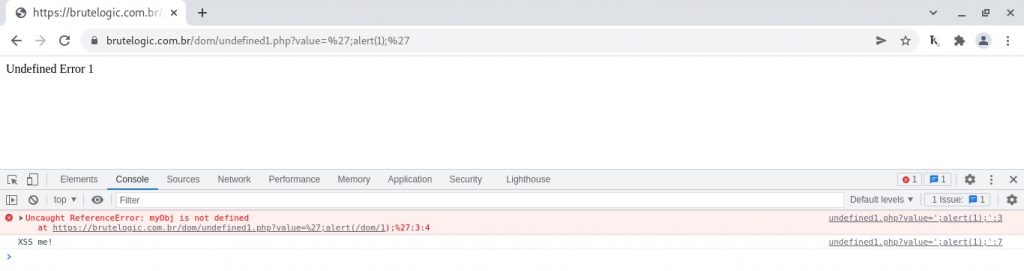 https://brutelogic.com.br/
brutelogic.com.br/dom/undefined1.php?value=%27;alert(1);%27
Undefined Error 1
Elements Console Sources Network Performance Memory Application Security Lighthouse 1 1
top Filter Default levels 1 Issue: 1
Uncaught ReferenceError: myObj is not defined undefined1.php?value=';alert(1);':3
at https://brutelogic.com.br/dom/undefined1.php?value=%27;alert(/dom/1);%27:3:4
XSS me! undefined1.php?value=';alert(1);':7